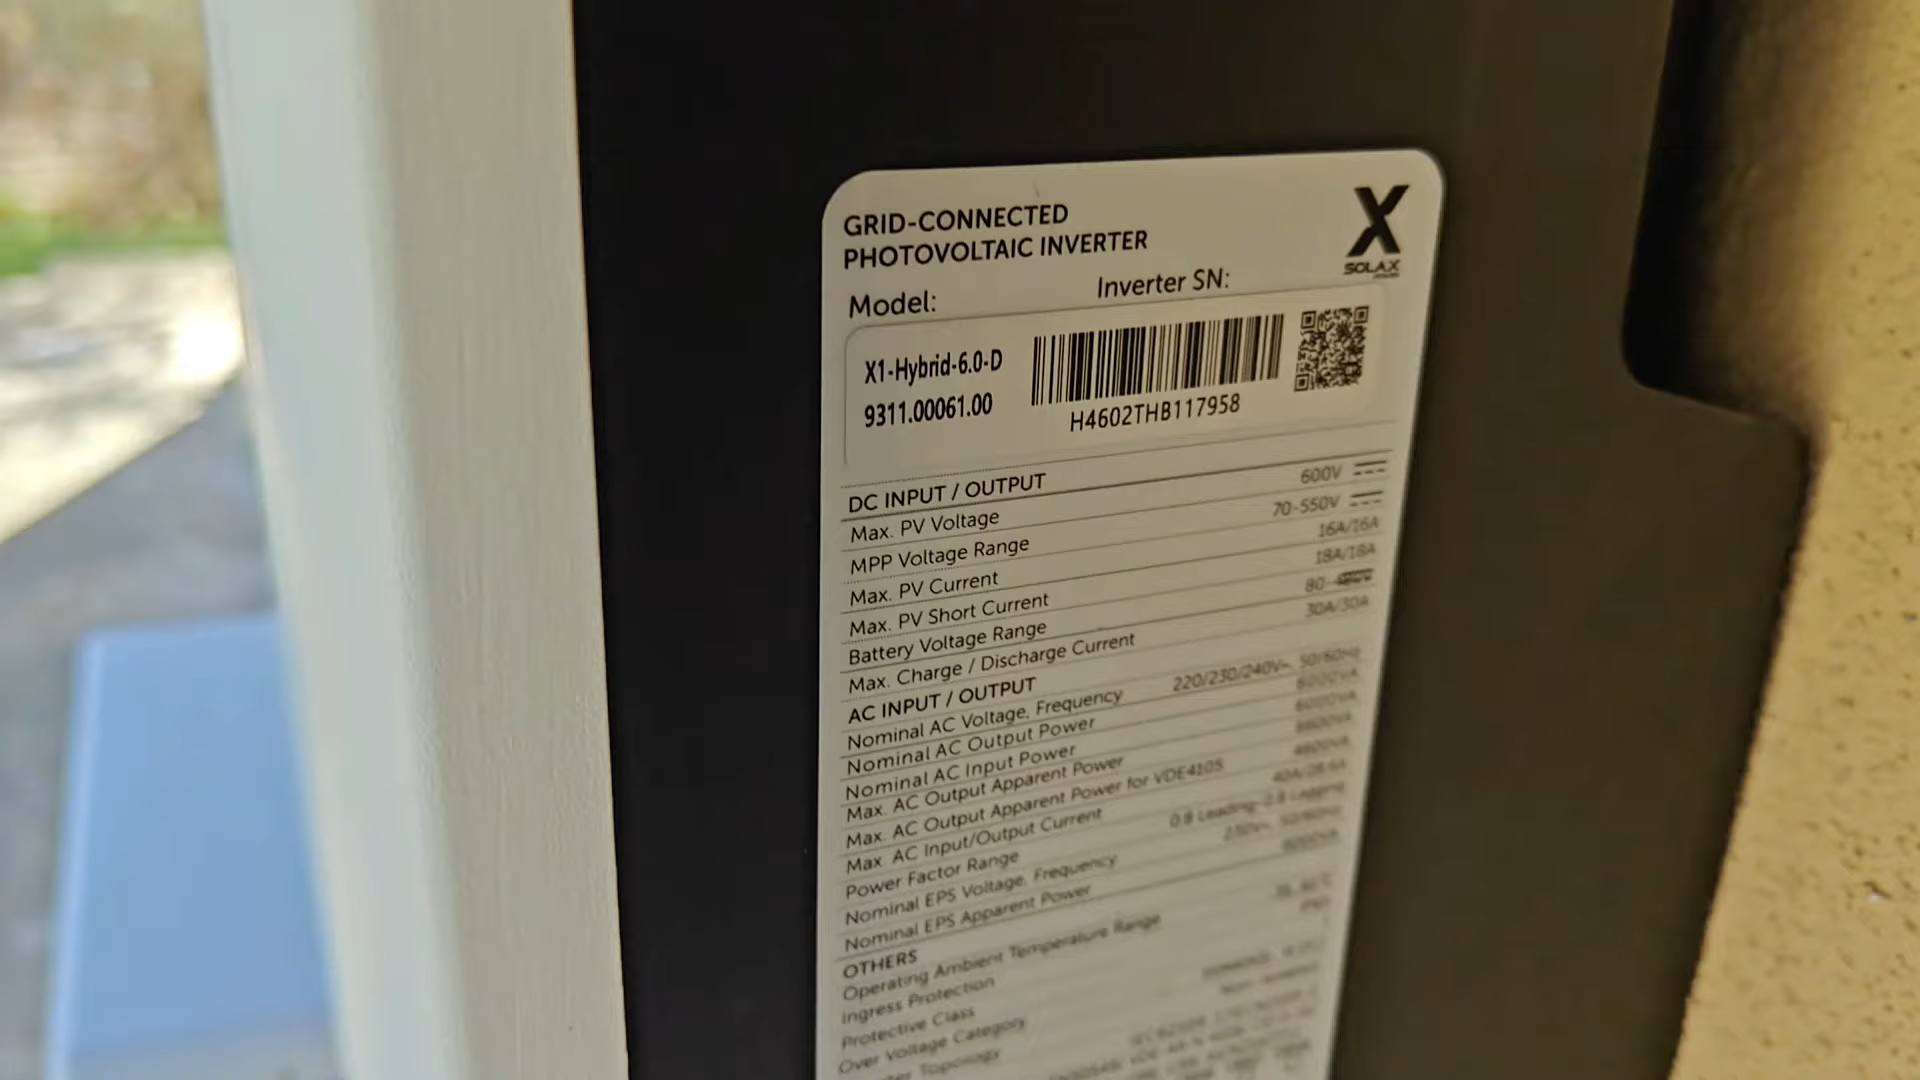 GRID-CONNECTED
PHOTOVOLTAIC INVERTER
X
SOLAX
Model:
Inverter SN:
X1-Hybrid-6.0-D
9311.00061.00
H4602THB117958
DC INPUT / OUTPUT
Max. PV Voltage 600V
MPP Voltage Range 70-550V
Max. PV Current 16A/16A
Max. PV Short Current 18A/18A
Battery Voltage Range 80-
Max. Charge / Discharge Current 30A/30A
AC INPUT / OUTPUT
Nominal AC Voltage, Frequency 220/230/240V~, 50/60Hz
Nominal AC Output Power 6000VA
Nominal AC Input Power 6000VA
Max. AC Output Apparent Power 6600VA
Max. AC Output Apparent Power for VDE4105 4600VA
Max. AC Input/Output Current
Power Factor Range 0.8 Leading-0.8 Lagging
Nominal EPS Voltage, Frequency 230V~, 50/60Hz
Nominal EPS Apparent Power 6000VA
OTHERS
Operating Ambient Temperature Range
Ingress Protection
Protective Class
Over Voltage Category
Topology